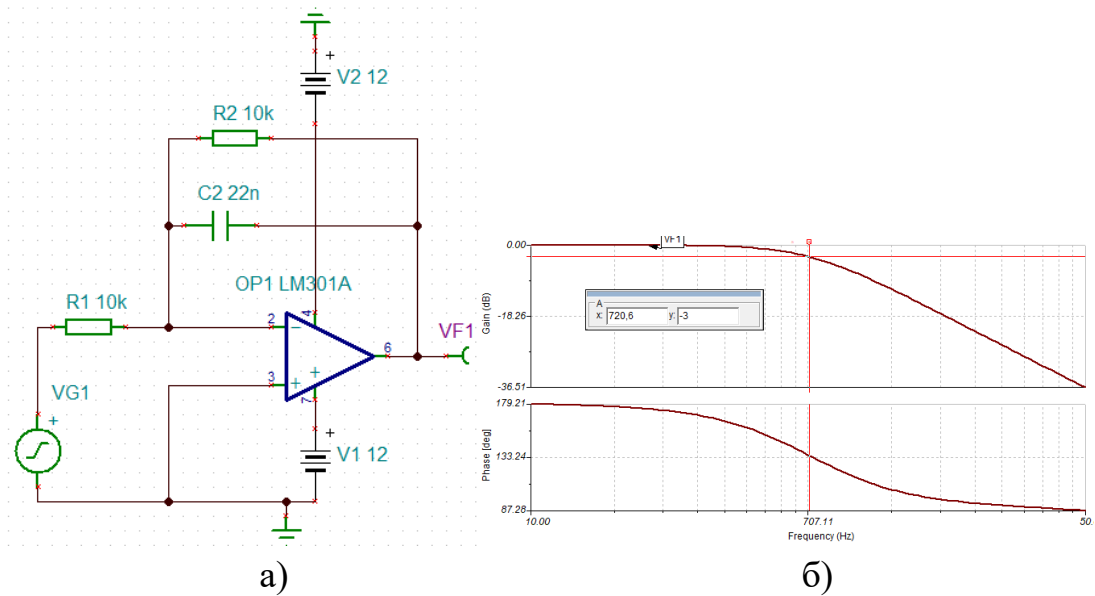 V2 12
+
R2 10k
C2 22n
OP1 LM301A
R1 10k
2
4
6
3
7
+
+
VF1
VG1
+
+
V1 12
а)
VF1
0.00
Gain (dB)
-18.26
-36.51
A
x: 720,6 y: -3
179.21
Phase [deg]
133.24
87.28
10.00
707.11
50.
Frequency (Hz)
б)